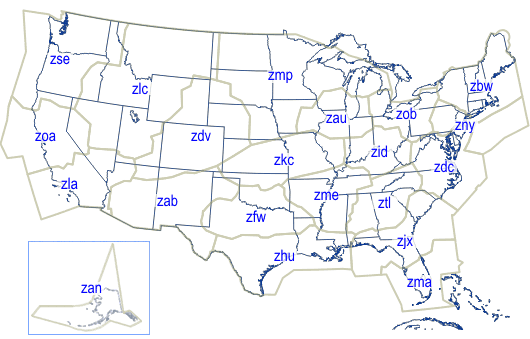 zse
zlc
zmp
zbw
zau
zob
zny
zoa
zdv
zkc
zid
zdc
zla
zab
zfw
zme
ztl
zhu
zjx
zma
zan